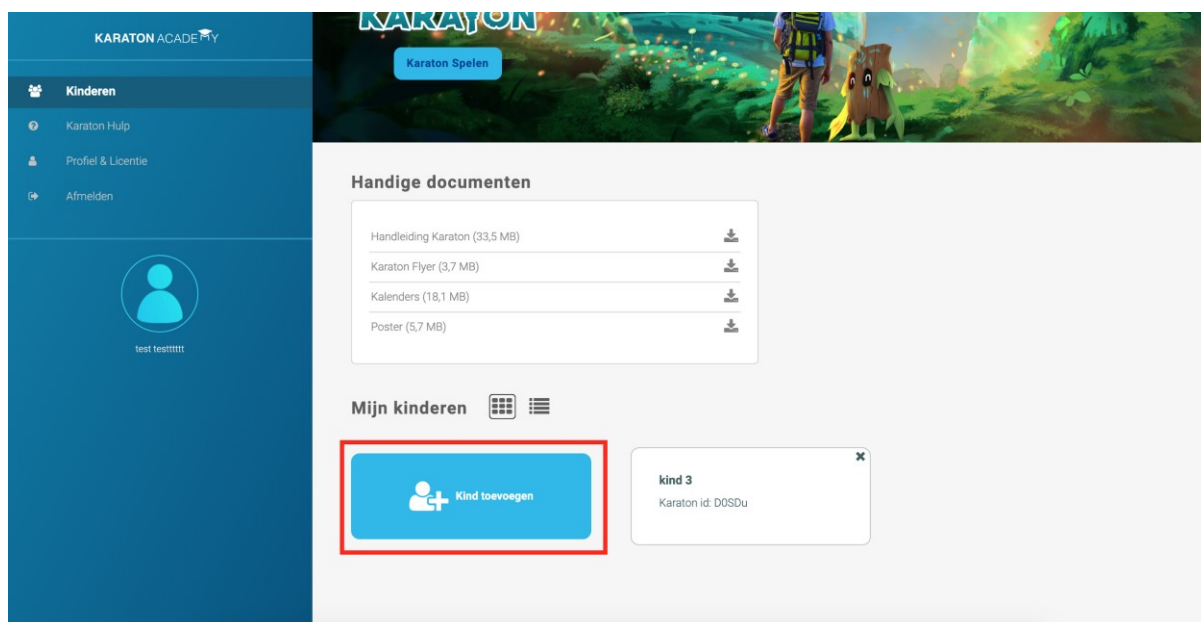 KARATON ACADEMY
Kinderen
Karaton Hulp
Profiel & Licentie
Afmelden
test testttttt
KARATON
Karaton Spelen
Handige documenten
Handleiding Karaton (33,5 MB)
Karaton Flyer (3,7 MB)
Kalenders (18,1 MB)
Poster (5,7 MB)
Mijn kinderen
Kind toevoegen
kind 3
Karaton id: D0SDu